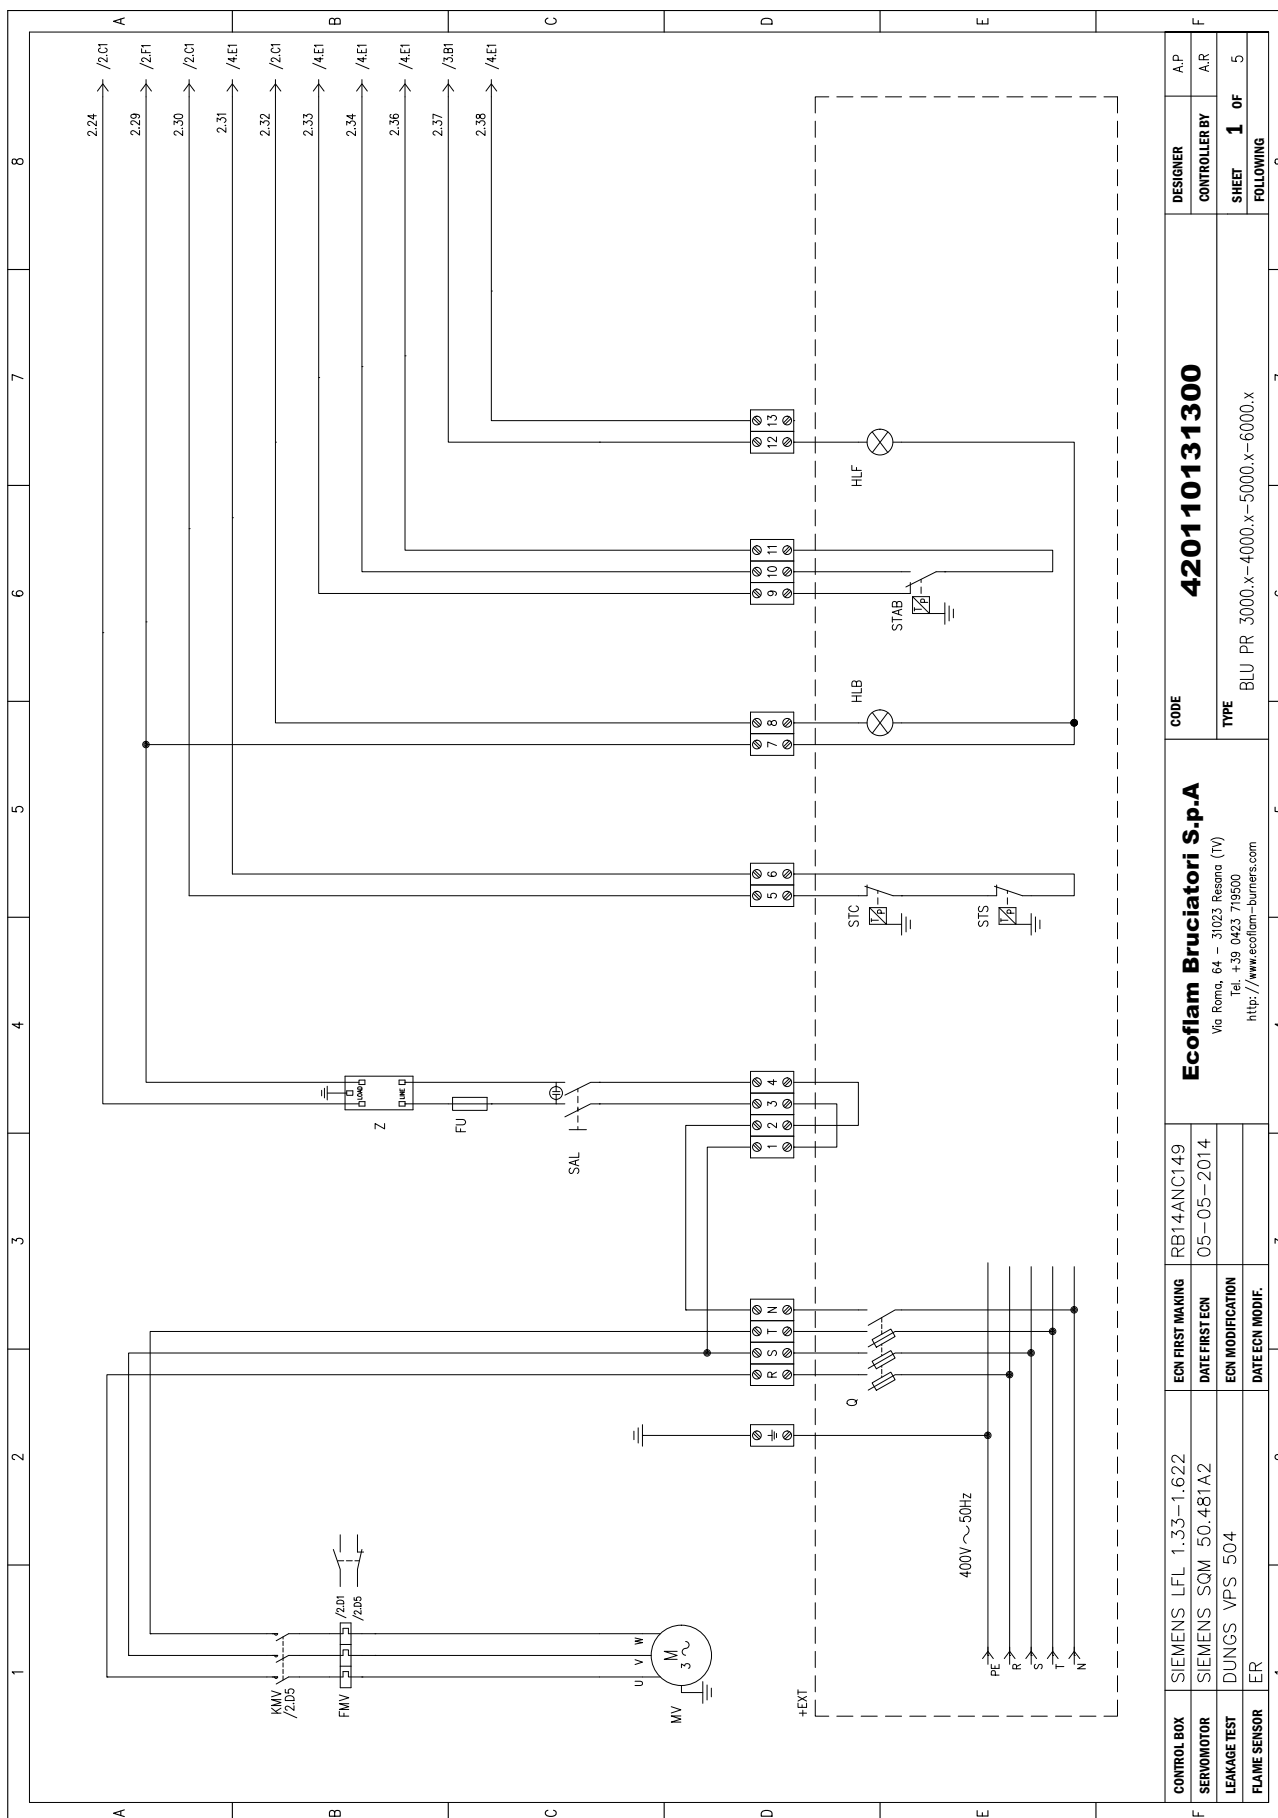 1 2 3 4 5 6 7 8
A
B
C
D
E
F
2.24 /2.C1
2.29 /2.F1
2.30 /2.C1
2.31 /4.E1
2.32 /2.C1
2.33 /4.E1
2.34 /4.E1
2.36 /4.E1
2.37 /3.B1
2.38 /4.E1
KMV
/2.D5
FMV
/2.D1
/2.D5
U V W
M
3~
MV
Z
LOAD
LINE
FU
SAL
R S T N
1 2 3 4
5 6
7 8
9 10 11
12 13
+EXT
Q
400V ~ 50Hz
PE
R
S
T
N
STC
T/P
STS
T/P
HLB
STAB
T/P
HLF
CONTROL BOX SIEMENS LFL 1.33-1.622
SERVOMOTOR SIEMENS SQM 50.481A2
LEAKAGE TEST DUNGS VPS 504
FLAME SENSOR ER
ECN FIRST MAKING RB14ANC149
DATE FIRST ECN 05-05-2014
ECN MODIFICATION
DATE ECN MODIF.
Ecoflam Bruciatori S.p.A
Via Roma, 64 - 31023 Resana (TV)
Tel. +39 0423 719500
http://www.ecoflam-burners.com
CODE
420110131300
TYPE
BLU PR 3000.x-4000.x-5000.x-6000.x
DESIGNER A.P
CONTROLLER BY A.R
SHEET 1 OF 5
FOLLOWING
A
B
C
D
E
F